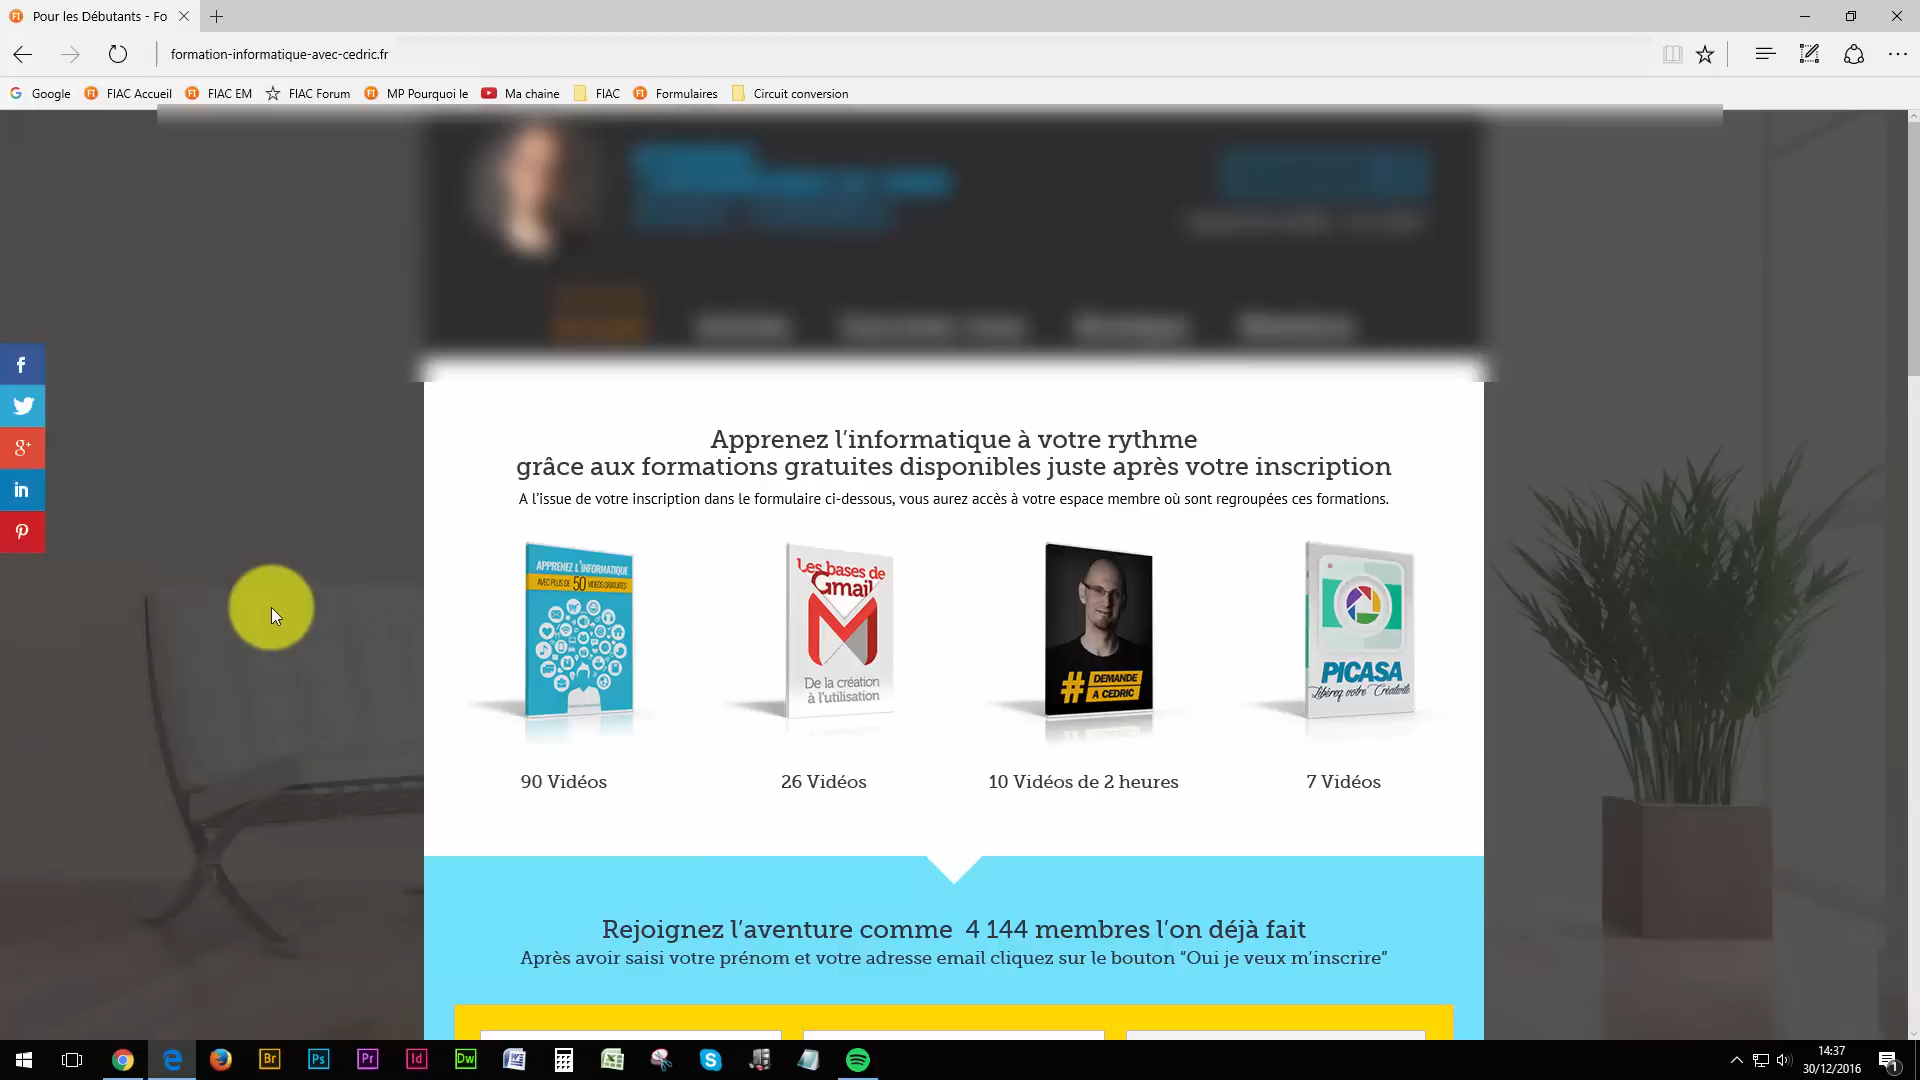 Pour les Débutants - Fo
formation-informatique-avec-cedric.fr
Google FIAC Accueil FIAC EM FIAC Forum MP Pourquoi le Ma chaine FIAC Formulaires Circuit conversion
Apprenez l’informatique à votre rythme
grâce aux formations gratuites disponibles juste après votre inscription
A l’issue de votre inscription dans le formulaire ci-dessous, vous aurez accès à votre espace membre où sont regroupées ces formations.
APPRENEZ L'INFORMATIQUE
AVEC PLUS DE 50 VIDEOS GRATUITES
Les bases de
Gmail
De la création
à l'utilisation
# DEMANDE
A CEDRIC
PICASA
Libérez votre Créativité
90 Vidéos
26 Vidéos
10 Vidéos de 2 heures
7 Vidéos
Rejoignez l’aventure comme 4 144 membres l’on déjà fait
Après avoir saisi votre prénom et votre adresse email cliquez sur le bouton “Oui je veux m’inscrire”
Br Ps Pr Id Dw
14:37
30/12/2016
1